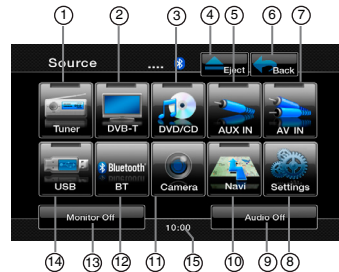 ① ② ③ ④ ⑤ ⑥ ⑦
Source .... Eject Back
Tuner DVB-T DVD/CD AUX IN AV IN
USB Bluetooth BT Camera Navi Settings
Monitor Off 10:00 Audio Off
⑭ ⑬ ⑫ ⑪ ⑮ ⑩ ⑨ ⑧